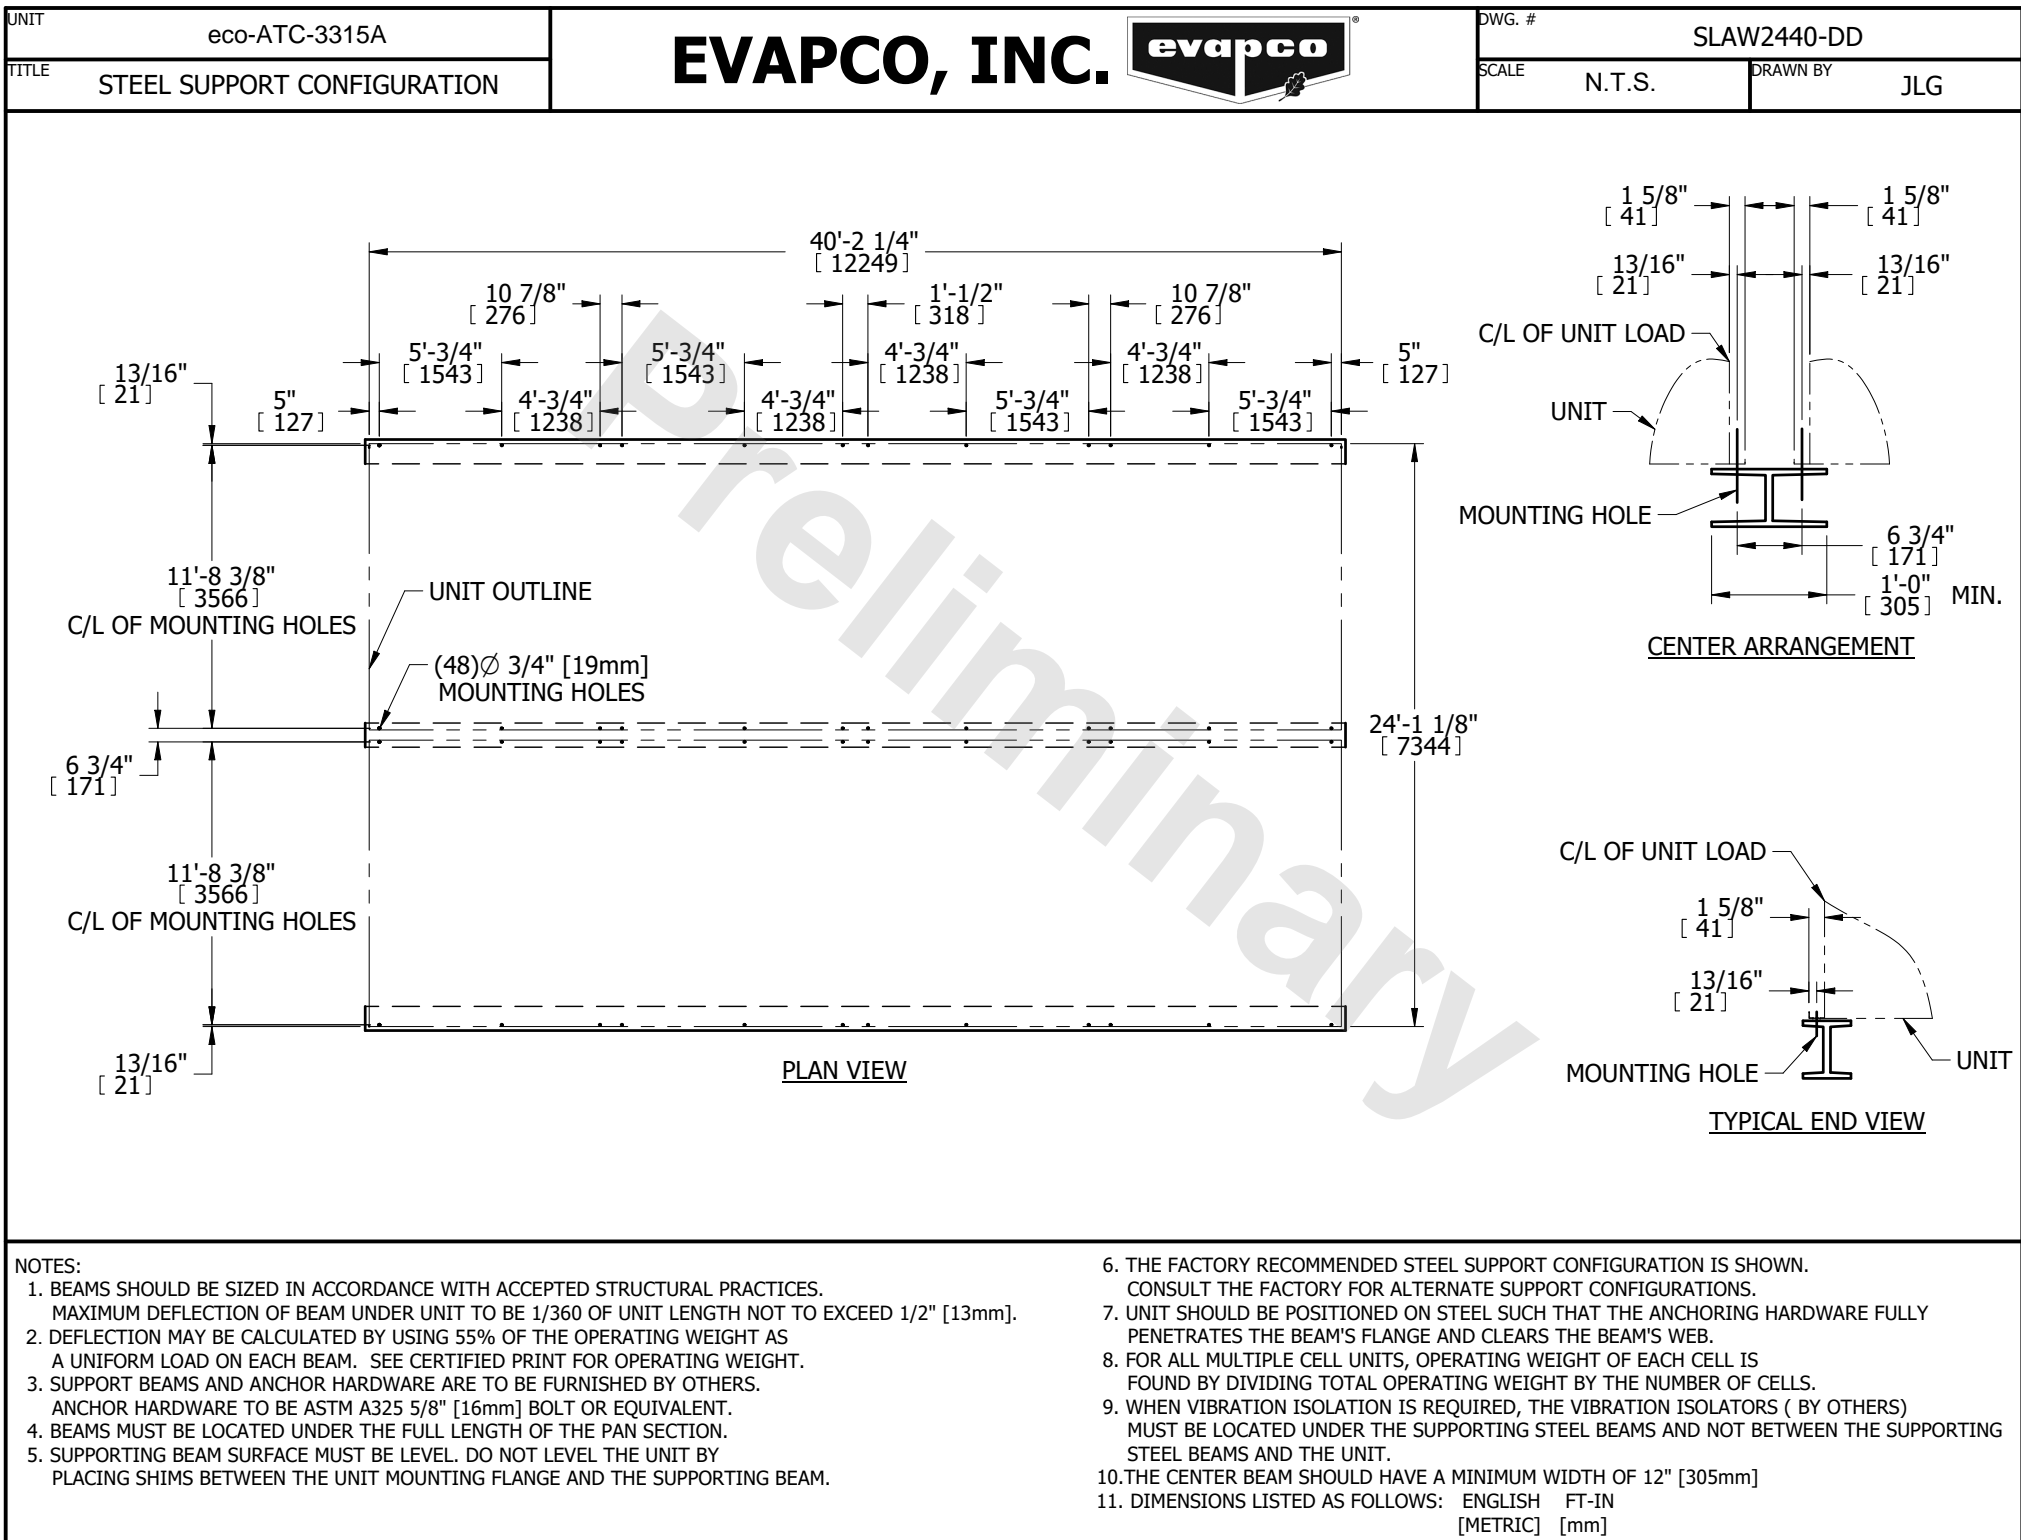 UNIT
eco-ATC-3315A
TITLE
STEEL SUPPORT CONFIGURATION
EVAPCO, INC.
evapco
®
DWG. #
SLAW2440-DD
SCALE
N.T.S.
DRAWN BY
JLG
40'-2 1/4"
[ 12249]
10 7/8"
[ 276]
1'-1/2"
[ 318 ]
10 7/8"
[ 276]
5'-3/4"
[ 1543]
5'-3/4"
[ 1543]
4'-3/4"
[ 1238]
4'-3/4"
[ 1238]
5"
[ 127]
13/16"
[ 21]
5"
[ 127]
4'-3/4"
[ 1238]
4'-3/4"
[ 1238]
5'-3/4"
[ 1543]
5'-3/4"
[ 1543]
11'-8 3/8"
[ 3566]
C/L OF MOUNTING HOLES
UNIT OUTLINE
(48)∅ 3/4" [19mm]
MOUNTING HOLES
6 3/4"
[ 171]
24'-1 1/8"
[ 7344]
11'-8 3/8"
[ 3566]
C/L OF MOUNTING HOLES
13/16"
[ 21]
PLAN VIEW
Preliminary
1 5/8"
[ 41]
1 5/8"
[ 41]
13/16"
[ 21]
13/16"
[ 21]
C/L OF UNIT LOAD
UNIT
MOUNTING HOLE
6 3/4"
[ 171]
1'-0"
[ 305]
MIN.
CENTER ARRANGEMENT
C/L OF UNIT LOAD
1 5/8"
[ 41]
13/16"
[ 21]
MOUNTING HOLE
UNIT
TYPICAL END VIEW
NOTES:
1. BEAMS SHOULD BE SIZED IN ACCORDANCE WITH ACCEPTED STRUCTURAL PRACTICES.
MAXIMUM DEFLECTION OF BEAM UNDER UNIT TO BE 1/360 OF UNIT LENGTH NOT TO EXCEED 1/2" [13mm].
2. DEFLECTION MAY BE CALCULATED BY USING 55% OF THE OPERATING WEIGHT AS
A UNIFORM LOAD ON EACH BEAM. SEE CERTIFIED PRINT FOR OPERATING WEIGHT.
3. SUPPORT BEAMS AND ANCHOR HARDWARE ARE TO BE FURNISHED BY OTHERS.
ANCHOR HARDWARE TO BE ASTM A325 5/8" [16mm] BOLT OR EQUIVALENT.
4. BEAMS MUST BE LOCATED UNDER THE FULL LENGTH OF THE PAN SECTION.
5. SUPPORTING BEAM SURFACE MUST BE LEVEL. DO NOT LEVEL THE UNIT BY
PLACING SHIMS BETWEEN THE UNIT MOUNTING FLANGE AND THE SUPPORTING BEAM.
6. THE FACTORY RECOMMENDED STEEL SUPPORT CONFIGURATION IS SHOWN.
CONSULT THE FACTORY FOR ALTERNATE SUPPORT CONFIGURATIONS.
7. UNIT SHOULD BE POSITIONED ON STEEL SUCH THAT THE ANCHORING HARDWARE FULLY
PENETRATES THE BEAM'S FLANGE AND CLEARS THE BEAM'S WEB.
8. FOR ALL MULTIPLE CELL UNITS, OPERATING WEIGHT OF EACH CELL IS
FOUND BY DIVIDING TOTAL OPERATING WEIGHT BY THE NUMBER OF CELLS.
9. WHEN VIBRATION ISOLATION IS REQUIRED, THE VIBRATION ISOLATORS ( BY OTHERS)
MUST BE LOCATED UNDER THE SUPPORTING STEEL BEAMS AND NOT BETWEEN THE SUPPORTING
STEEL BEAMS AND THE UNIT.
10.THE CENTER BEAM SHOULD HAVE A MINIMUM WIDTH OF 12" [305mm]
11. DIMENSIONS LISTED AS FOLLOWS: ENGLISH FT-IN
[METRIC] [mm]